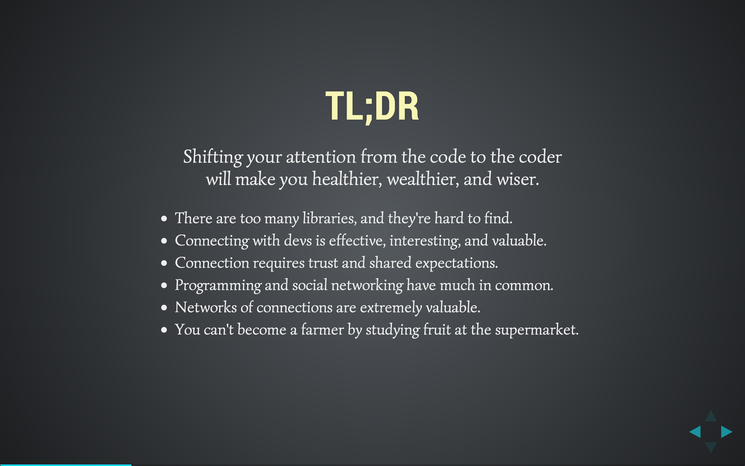 TL;DR
Shifting your attention from the code to the coder
will make you healthier, wealthier, and wiser.
• There are too many libraries, and they're hard to find.
• Connecting with devs is effective, interesting, and valuable.
• Connection requires trust and shared expectations.
• Programming and social networking have much in common.
• Networks of connections are extremely valuable.
• You can't become a farmer by studying fruit at the supermarket.